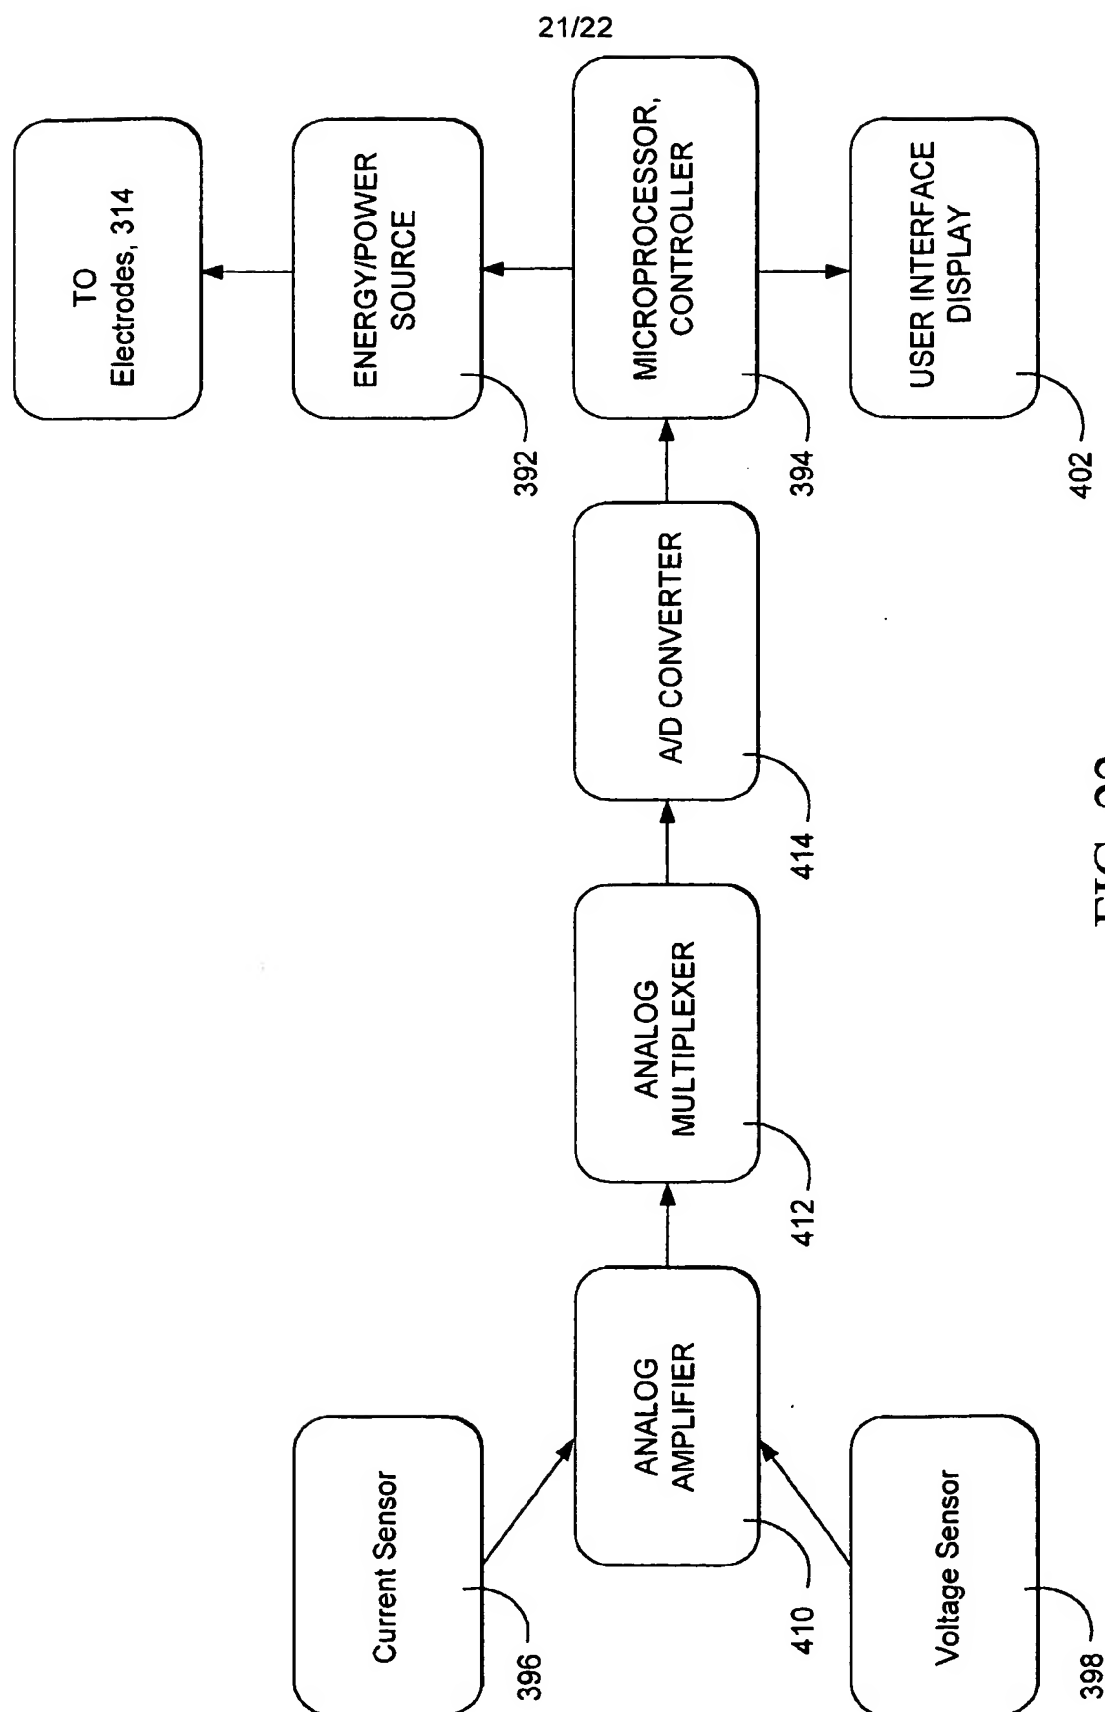 21/22
TO
Electrodes, 314
Current Sensor
396
ENERGY/POWER
SOURCE
392
ANALOG
AMPLIFIER
410
ANALOG
MULTIPLEXER
412
A/D CONVERTER
414
MICROPROCESSOR,
CONTROLLER
394
Voltage Sensor
398
USER INTERFACE
DISPLAY
402
FIG.